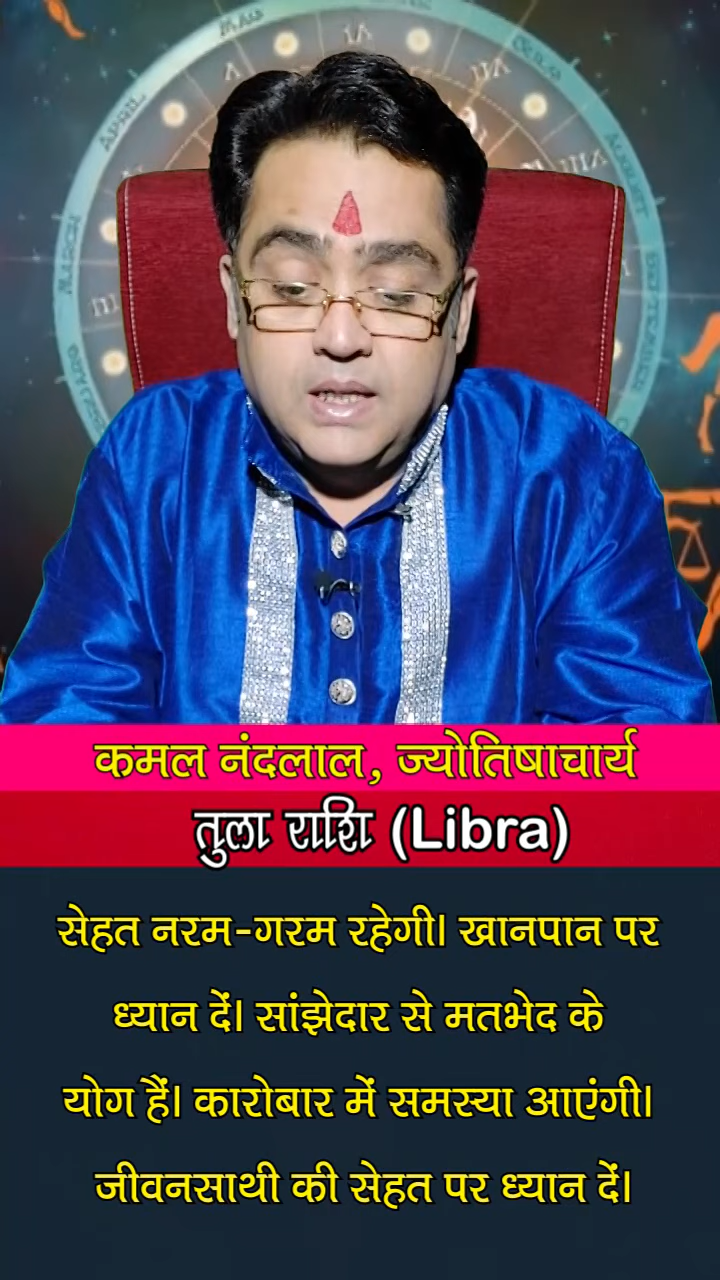 कमल नंदलाल, ज्योतिषाचार्य
तुला राशि (Libra)
सेहत नरम-गरम रहेगी। खानपान पर
ध्यान दें। सांझेदार से मतभेद के
योग हैं। कारोबार में समस्या आएंगी।
जीवनसाथी की सेहत पर ध्यान दें।